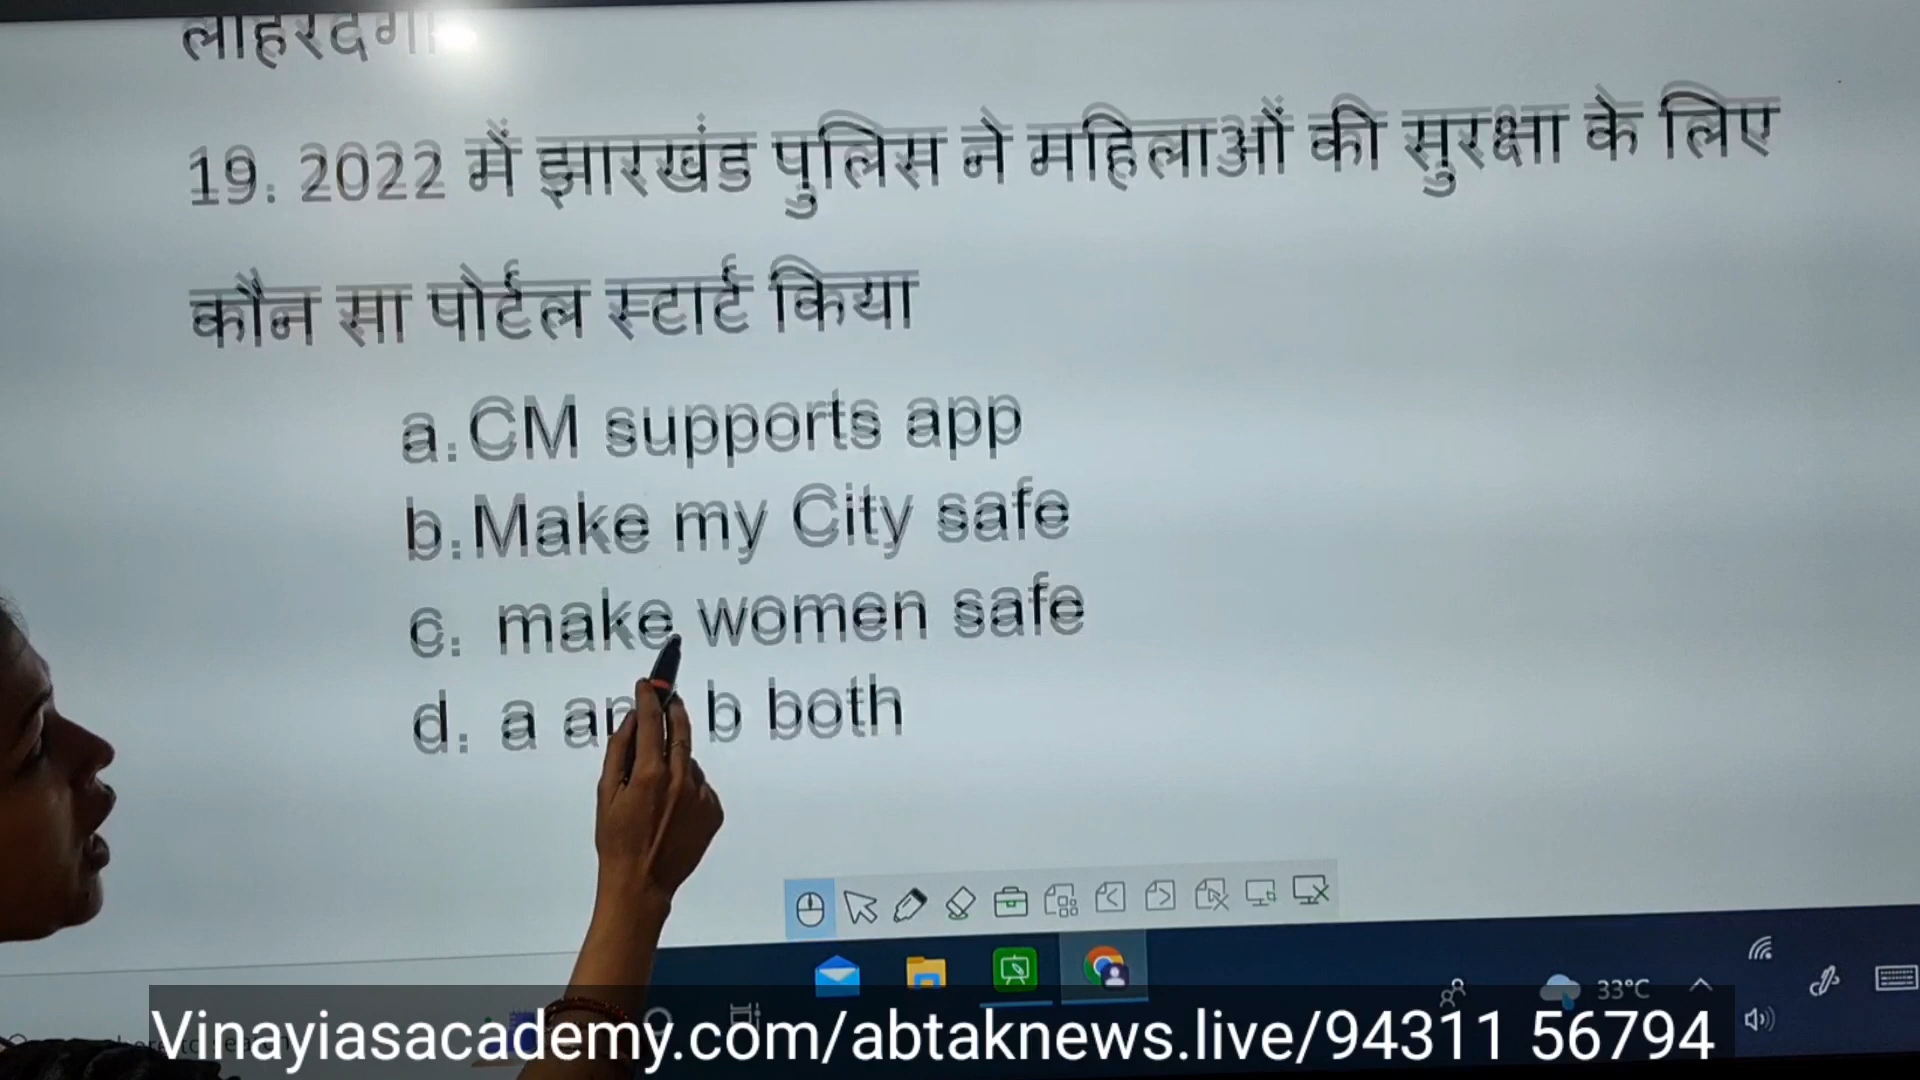 लोहरदगा
19. 2022 में झारखंड पुलिस ने महिलाओं की सुरक्षा के लिए
कौन सा पोर्टल स्टार्ट किया
a. CM supports app
b. Make my City safe
c. make women safe
d. a and b both
33°C
Vinayiasacademy.com/abtaknews.live/94311 56794